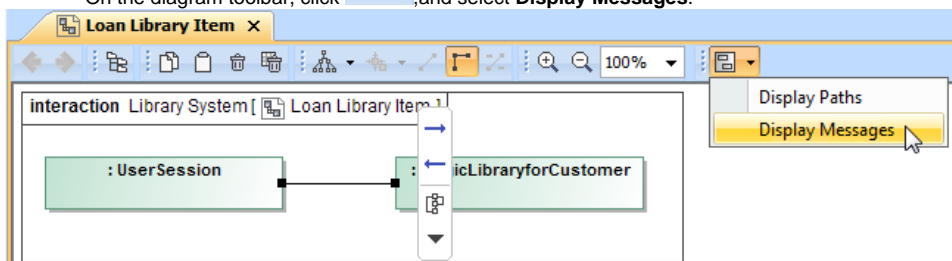 On the diagram toolbar, click ,and select Display Messages.
Loan Library Item X
100%
Display Paths
interaction Library System [ Loan Library Item ]
Display Messages
: UserSession
: icLibraryforCustomer